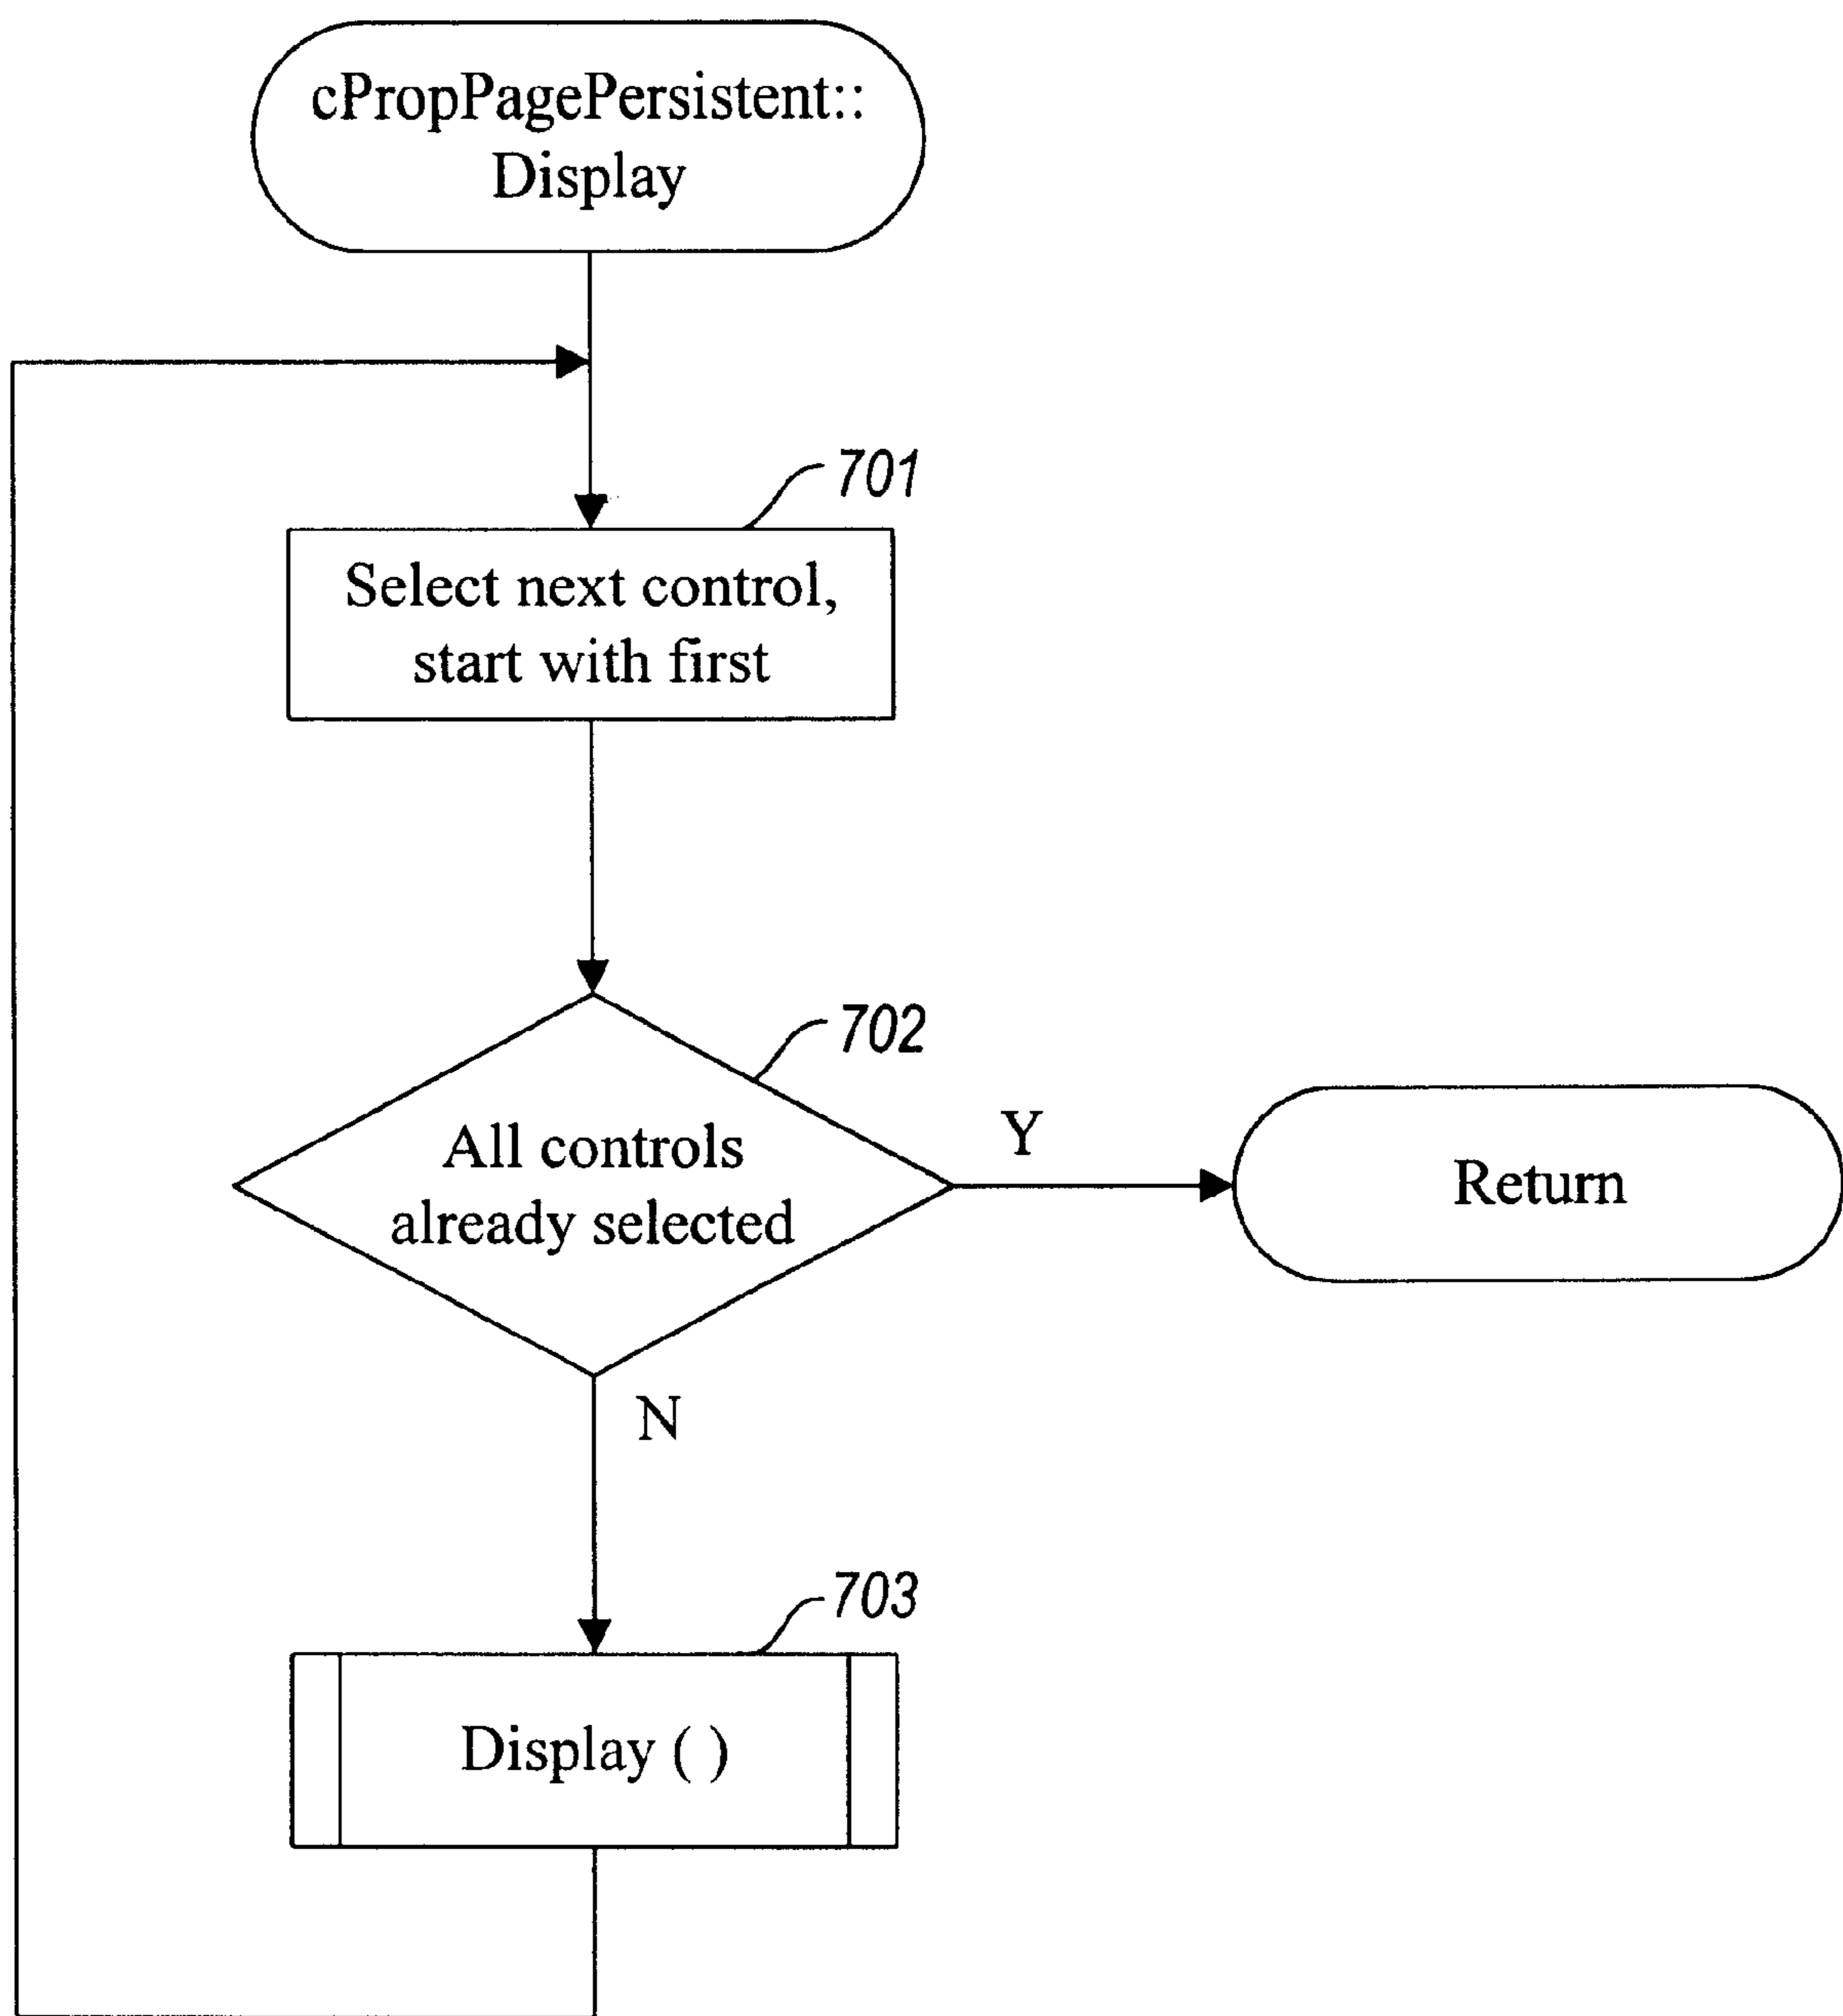 cPropPagePersistent::
Display
701
Select next control,
start with first
702
All controls
already selected
Y
Return
N
703
Display ( )